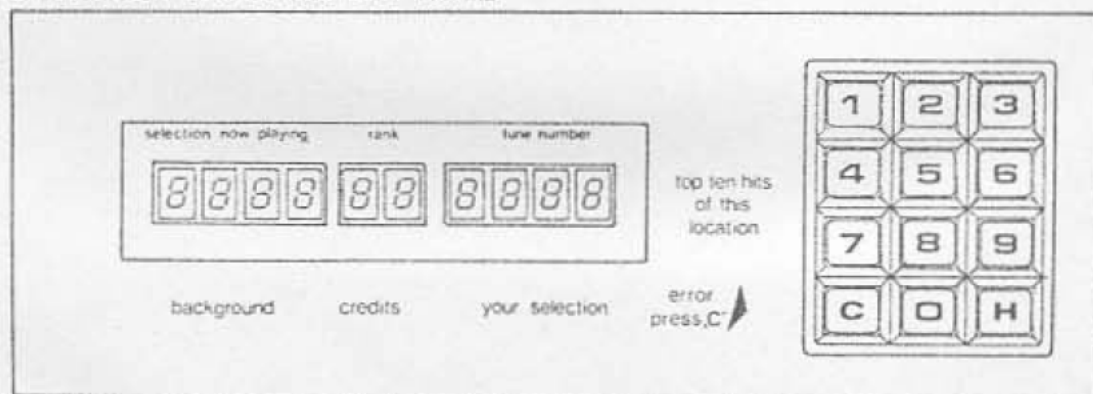 selection now playing rank tune number
8888 88 8888
top ten hits
of this
location
background credits your selection
error
press „C"
1 2 3
4 5 6
7 8 9
C 0 H